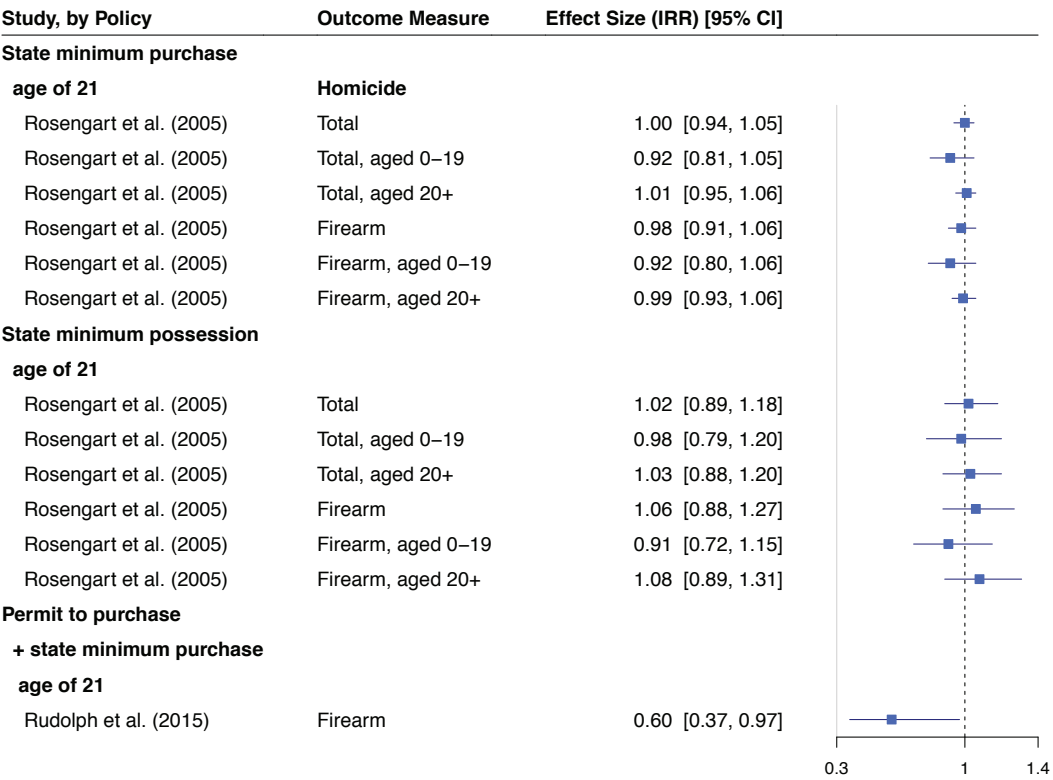 Study, by Policy Outcome Measure Effect Size (IRR) [95% CI]
State minimum purchase
age of 21 Homicide
Rosengart et al. (2005) Total 1.00 [0.94, 1.05]
Rosengart et al. (2005) Total, aged 0−19 0.92 [0.81, 1.05]
Rosengart et al. (2005) Total, aged 20+ 1.01 [0.95, 1.06]
Rosengart et al. (2005) Firearm 0.98 [0.91, 1.06]
Rosengart et al. (2005) Firearm, aged 0−19 0.92 [0.80, 1.06]
Rosengart et al. (2005) Firearm, aged 20+ 0.99 [0.93, 1.06]
State minimum possession
age of 21
Rosengart et al. (2005) Total 1.02 [0.89, 1.18]
Rosengart et al. (2005) Total, aged 0−19 0.98 [0.79, 1.20]
Rosengart et al. (2005) Total, aged 20+ 1.03 [0.88, 1.20]
Rosengart et al. (2005) Firearm 1.06 [0.88, 1.27]
Rosengart et al. (2005) Firearm, aged 0−19 0.91 [0.72, 1.15]
Rosengart et al. (2005) Firearm, aged 20+ 1.08 [0.89, 1.31]
Permit to purchase
+ state minimum purchase
age of 21
Rudolph et al. (2015) Firearm 0.60 [0.37, 0.97]
0.3 1 1.4